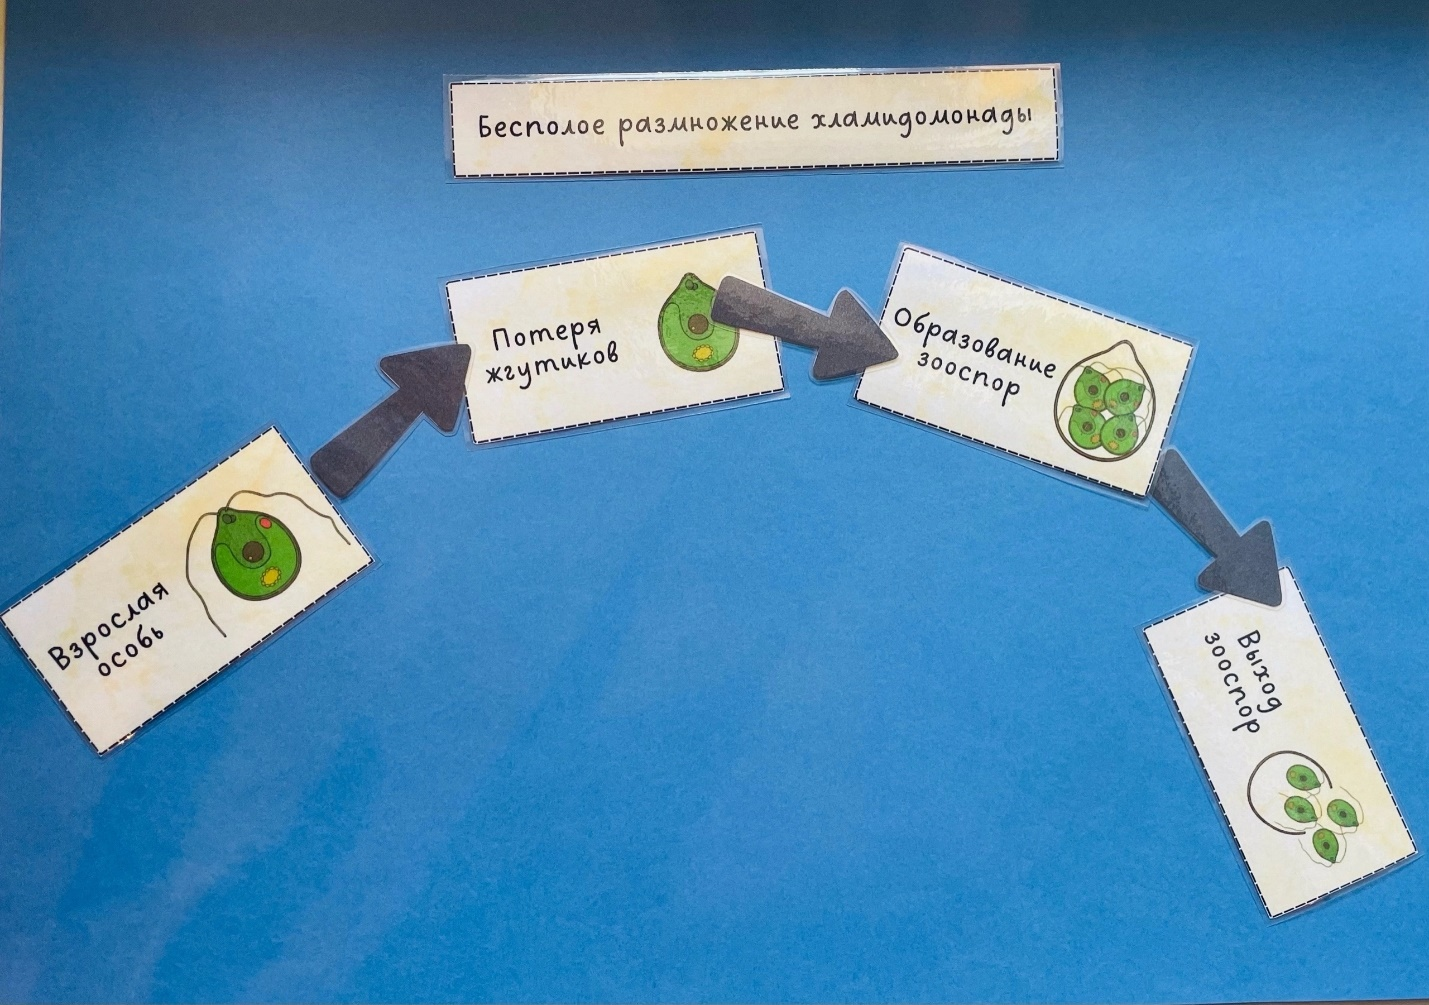 Бесполое размножение хламидомонады
Взрослая
особь
Потеря
жгутиков
Образование
зооспор
Выход
зооспор